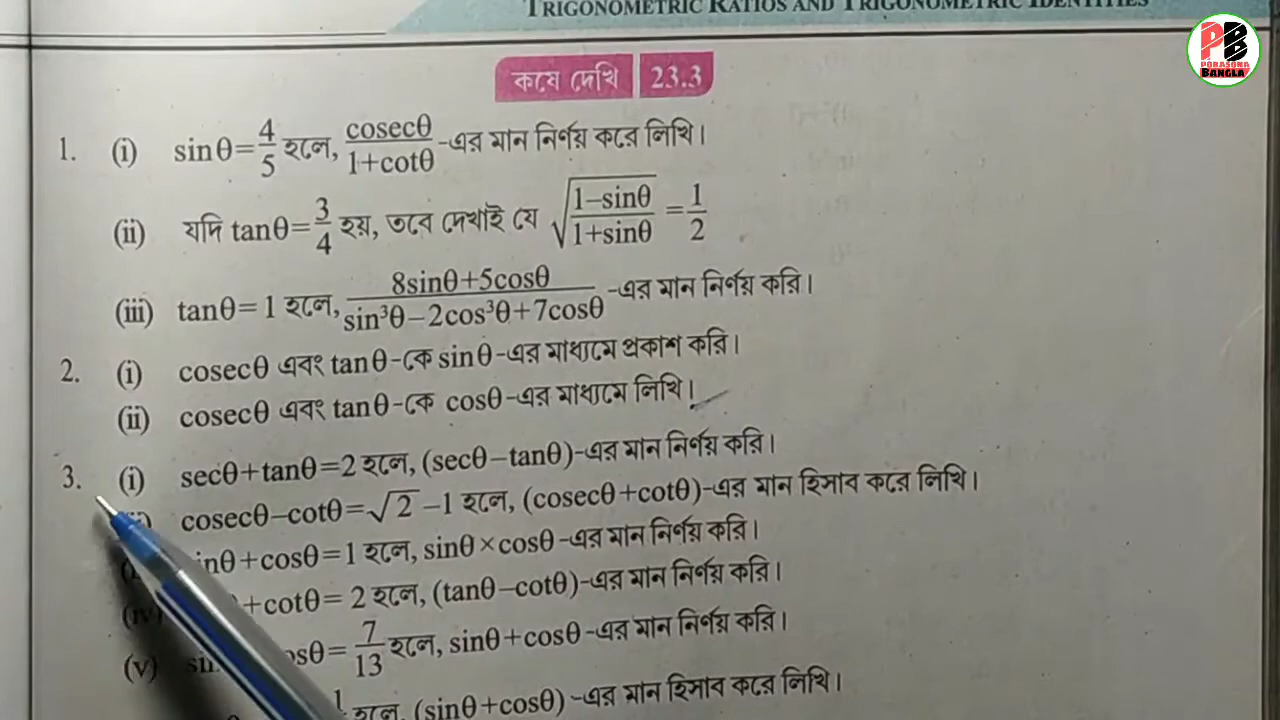 TRIGONOMETRIC RATIOS AND TRIGONOMETRIC IDENTITIES
PB
PORASONA
BANGLA
কষে দেখি 23.3
1. (i) sinθ=4/5 হলে, cosecθ/1+cotθ -এর মান নির্ণয় করে লিখি।
(ii) যদি tanθ=3/4 হয়, তবে দেখাই যে √1−sinθ/1+sinθ =1/2
(iii) tanθ=1 হলে, 8sinθ+5cosθ/sin³θ−2cos³θ+7cosθ -এর মান নির্ণয় করি।
2. (i) cosecθ এবং tanθ-কে sinθ-এর মাধ্যমে প্রকাশ করি।
(ii) cosecθ এবং tanθ-কে cosθ-এর মাধ্যমে লিখি।
3. (i) secθ+tanθ=2 হলে, (secθ−tanθ)-এর মান নির্ণয় করি।
cosecθ−cotθ=√2−1 হলে, (cosecθ+cotθ)-এর মান হিসাব করে লিখি।
inθ+cosθ=1 হলে, sinθ×cosθ-এর মান নির্ণয় করি।
(iv) +cotθ=2 হলে, (tanθ−cotθ)-এর মান নির্ণয় করি।
(v) sin osθ=7/13 হলে, sinθ+cosθ-এর মান নির্ণয় করি।
হলে, (sinθ+cosθ)-এর মান হিসাব করে লিখি।